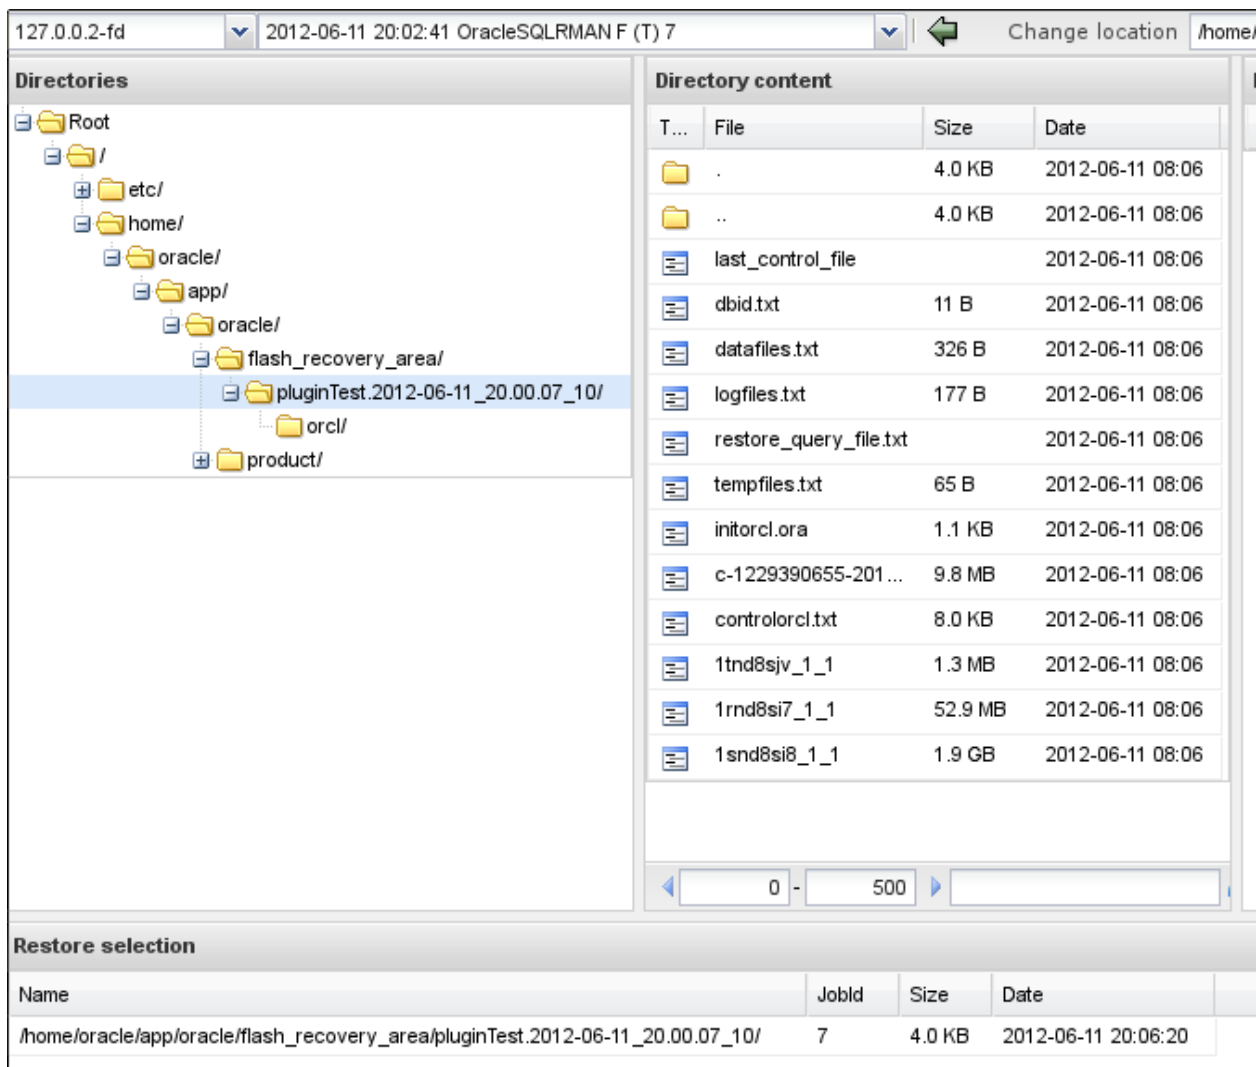 127.0.0.2-fd 2012-06-11 20:02:41 OracleSQLRMAN F (T) 7 Change location /home/
Directories
Root
/
etc/
home/
oracle/
app/
oracle/
flash_recovery_area/
pluginTest.2012-06-11_20.00.07_10/
orcl/
product/
Directory content
T... File Size Date
. 4.0 KB 2012-06-11 08:06
.. 4.0 KB 2012-06-11 08:06
last_control_file 2012-06-11 08:06
dbid.txt 11 B 2012-06-11 08:06
datafiles.txt 326 B 2012-06-11 08:06
logfiles.txt 177 B 2012-06-11 08:06
restore_query_file.txt 2012-06-11 08:06
tempfiles.txt 65 B 2012-06-11 08:06
initorcl.ora 1.1 KB 2012-06-11 08:06
c-1229390655-201... 9.8 MB 2012-06-11 08:06
controlorcl.txt 8.0 KB 2012-06-11 08:06
1tnd8sjv_1_1 1.3 MB 2012-06-11 08:06
1rnd8si7_1_1 52.9 MB 2012-06-11 08:06
1snd8si8_1_1 1.9 GB 2012-06-11 08:06
0 - 500
Restore selection
Name JobId Size Date
/home/oracle/app/oracle/flash_recovery_area/pluginTest.2012-06-11_20.00.07_10/ 7 4.0 KB 2012-06-11 20:06:20